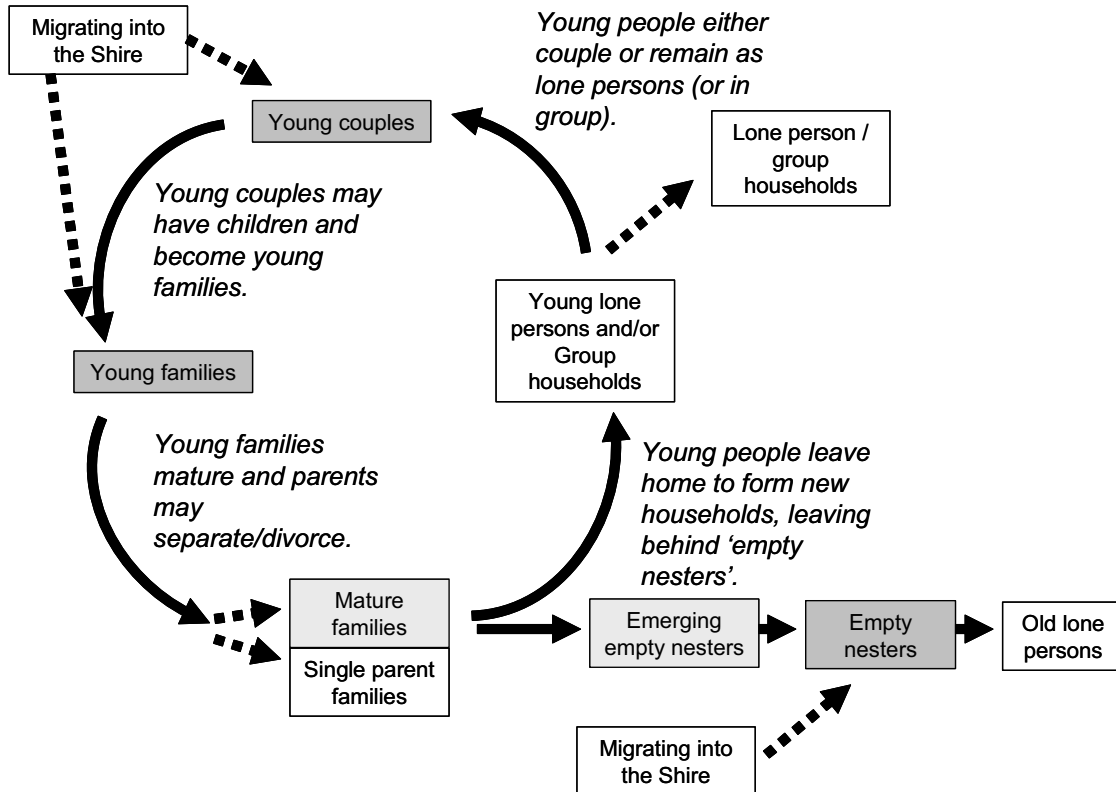 Migrating into
the Shire
Young people either
couple or remain as
lone persons (or in
group).
Young couples
Lone person /
group
households
Young couples may
have children and
become young
families.
Young lone
persons and/or
Group
households
Young families
Young families
mature and parents
may
separate/divorce.
Young people leave
home to form new
households, leaving
behind ‘empty
nesters’.
Mature
families
Single parent
families
Emerging
empty nesters
Empty
nesters
Old lone
persons
Migrating into
the Shire